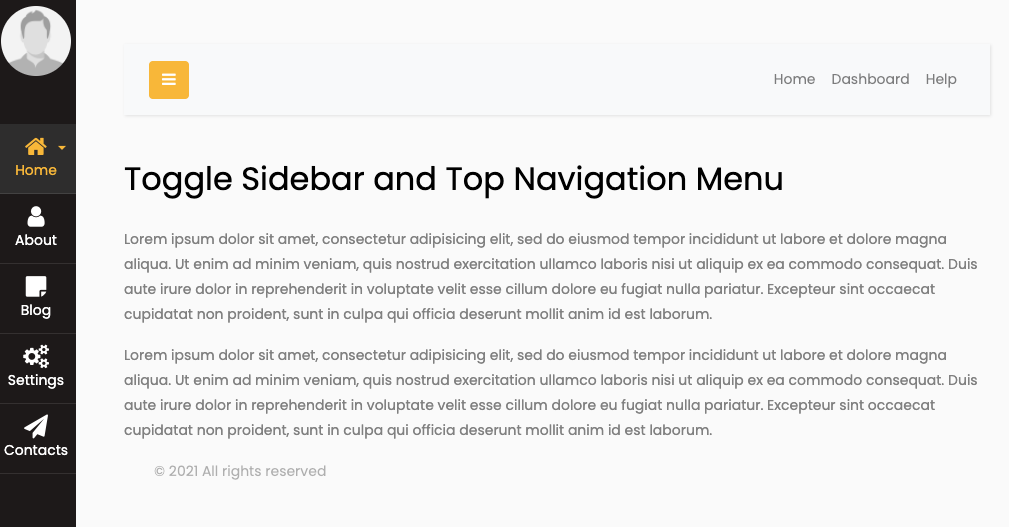 Home
About
Blog
Settings
Contacts
Home Dashboard Help
Toggle Sidebar and Top Navigation Menu
Lorem ipsum dolor sit amet, consectetur adipisicing elit, sed do eiusmod tempor incididunt ut labore et dolore magna
aliqua. Ut enim ad minim veniam, quis nostrud exercitation ullamco laboris nisi ut aliquip ex ea commodo consequat. Duis
aute irure dolor in reprehenderit in voluptate velit esse cillum dolore eu fugiat nulla pariatur. Excepteur sint occaecat
cupidatat non proident, sunt in culpa qui officia deserunt mollit anim id est laborum.
Lorem ipsum dolor sit amet, consectetur adipisicing elit, sed do eiusmod tempor incididunt ut labore et dolore magna
aliqua. Ut enim ad minim veniam, quis nostrud exercitation ullamco laboris nisi ut aliquip ex ea commodo consequat. Duis
aute irure dolor in reprehenderit in voluptate velit esse cillum dolore eu fugiat nulla pariatur. Excepteur sint occaecat
cupidatat non proident, sunt in culpa qui officia deserunt mollit anim id est laborum.
© 2021 All rights reserved